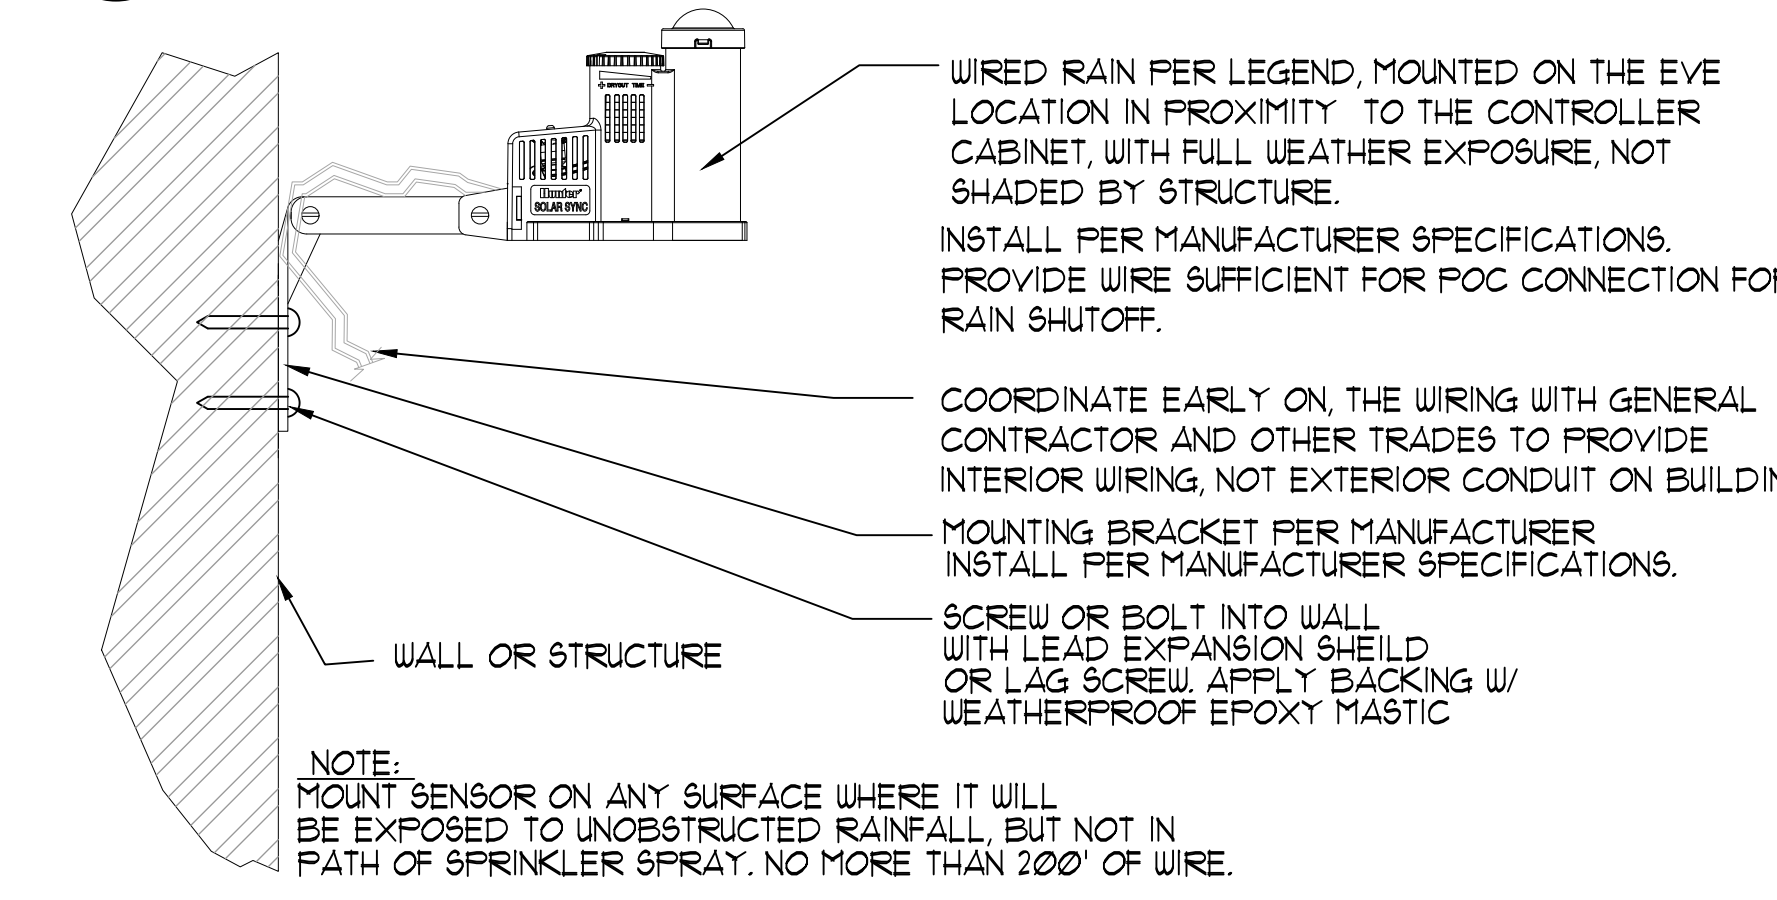 + DRYOUT TIME −
Hunter®
SOLAR SYNC
WIRED RAIN PER LEGEND, MOUNTED ON THE EVE
LOCATION IN PROXIMITY TO THE CONTROLLER
CABINET, WITH FULL WEATHER EXPOSURE, NOT
SHADED BY STRUCTURE.
INSTALL PER MANUFACTURER SPECIFICATIONS.
PROVIDE WIRE SUFFICIENT FOR POC CONNECTION FOR
RAIN SHUTOFF.
COORDINATE EARLY ON, THE WIRING WITH GENERAL
CONTRACTOR AND OTHER TRADES TO PROVIDE
INTERIOR WIRING, NOT EXTERIOR CONDUIT ON BUILDIN
MOUNTING BRACKET PER MANUFACTURER
INSTALL PER MANUFACTURER SPECIFICATIONS.
SCREW OR BOLT INTO WALL
WITH LEAD EXPANSION SHEILD
OR LAG SCREW. APPLY BACKING W/
WEATHERPROOF EPOXY MASTIC
WALL OR STRUCTURE
NOTE:
MOUNT SENSOR ON ANY SURFACE WHERE IT WILL
BE EXPOSED TO UNOBSTRUCTED RAINFALL, BUT NOT IN
PATH OF SPRINKLER SPRAY. NO MORE THAN 200' OF WIRE.